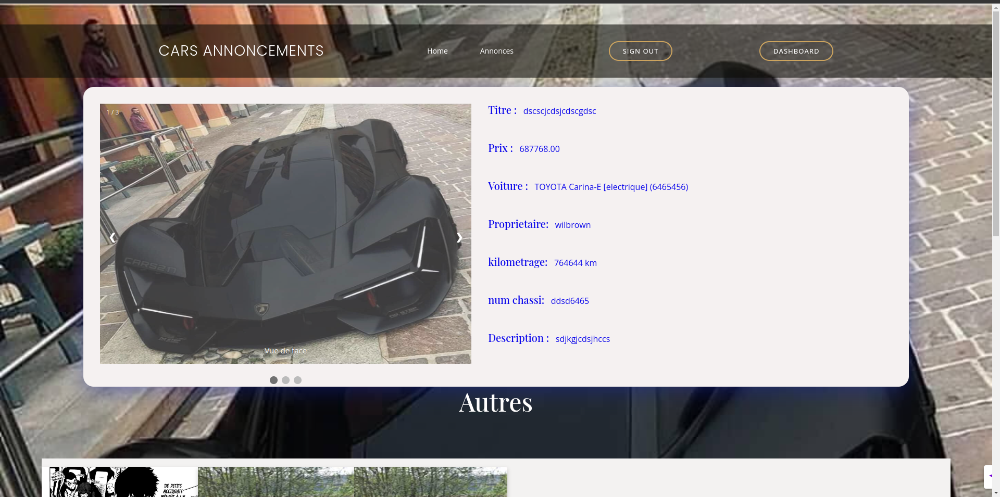 CARS ANNONCEMENTS
Home
Annonces
SIGN OUT
DASHBOARD
1 / 3
Titre : dscscjcdsjcdscgdsc
Prix : 687768.00
Voiture : TOYOTA Carina-E [electrique] (6465456)
Proprietaire: wilbrown
kilometrage: 764644 km
num chassi: ddsd6465
Description : sdjkgjcdsjhccs
CARS2N
Vue de face
Autres
DE PETITS
ACCIDENTS